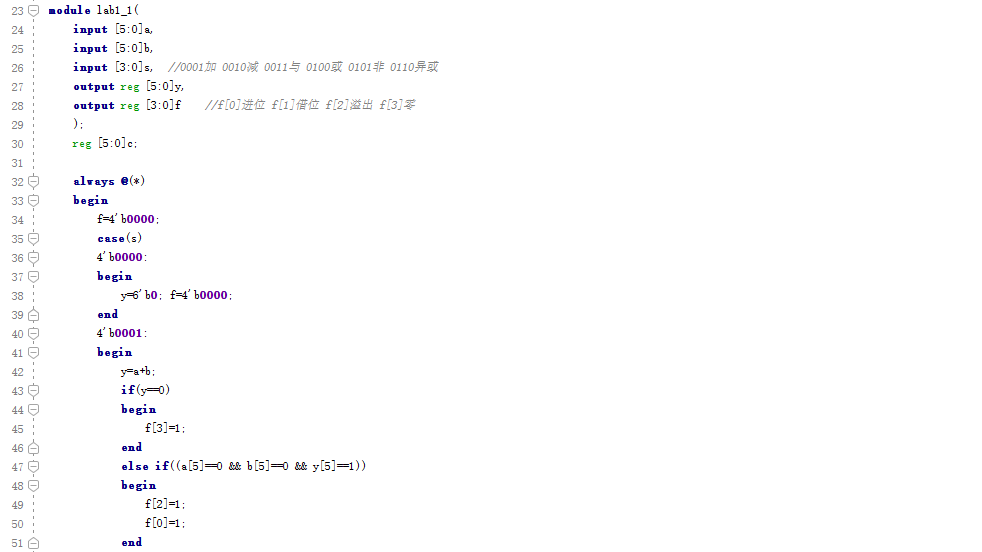 23 module lab1_1(
24 input [5:0]a,
25 input [5:0]b,
26 input [3:0]s, //0001加 0010减 0011与 0100或 0101非 0110异或
27 output reg [5:0]y,
28 output reg [3:0]f //f[0]进位 f[1]借位 f[2]溢出 f[3]零
29 );
30 reg [5:0]c;
31
32 always @(*)
33 begin
34 f=4'b0000;
35 case(s)
36 4'b0000:
37 begin
38 y=6'b0; f=4'b0000;
39 end
40 4'b0001:
41 begin
42 y=a+b;
43 if(y==0)
44 begin
45 f[3]=1;
46 end
47 else if((a[5]==0 && b[5]==0 && y[5]==1))
48 begin
49 f[2]=1;
50 f[0]=1;
51 end